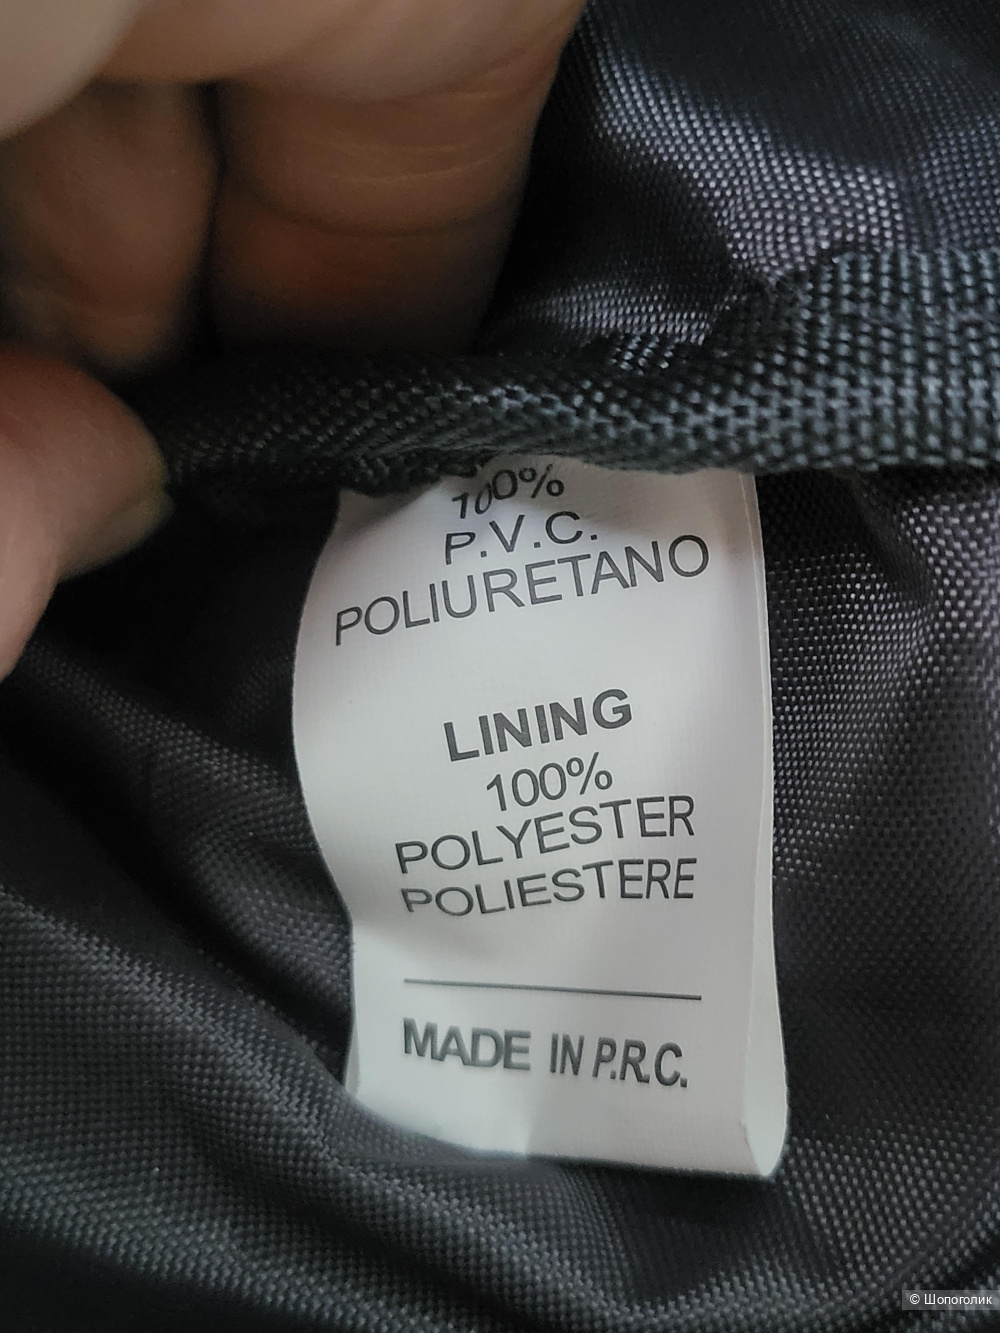 100%
P.V.C.
POLIURETANO
LINING
100%
POLYESTER
POLIESTERE
MADE IN P.R.C.
© Шопоголик